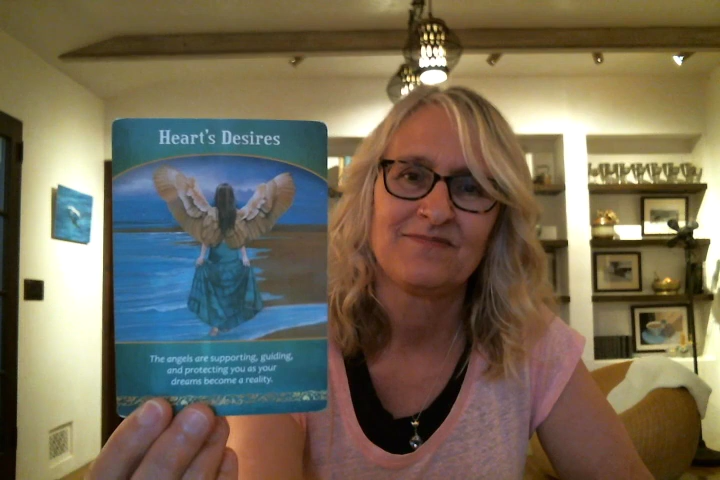 Heart's Desires
The angels are supporting, guiding,
and protecting you as your
dreams become a reality.